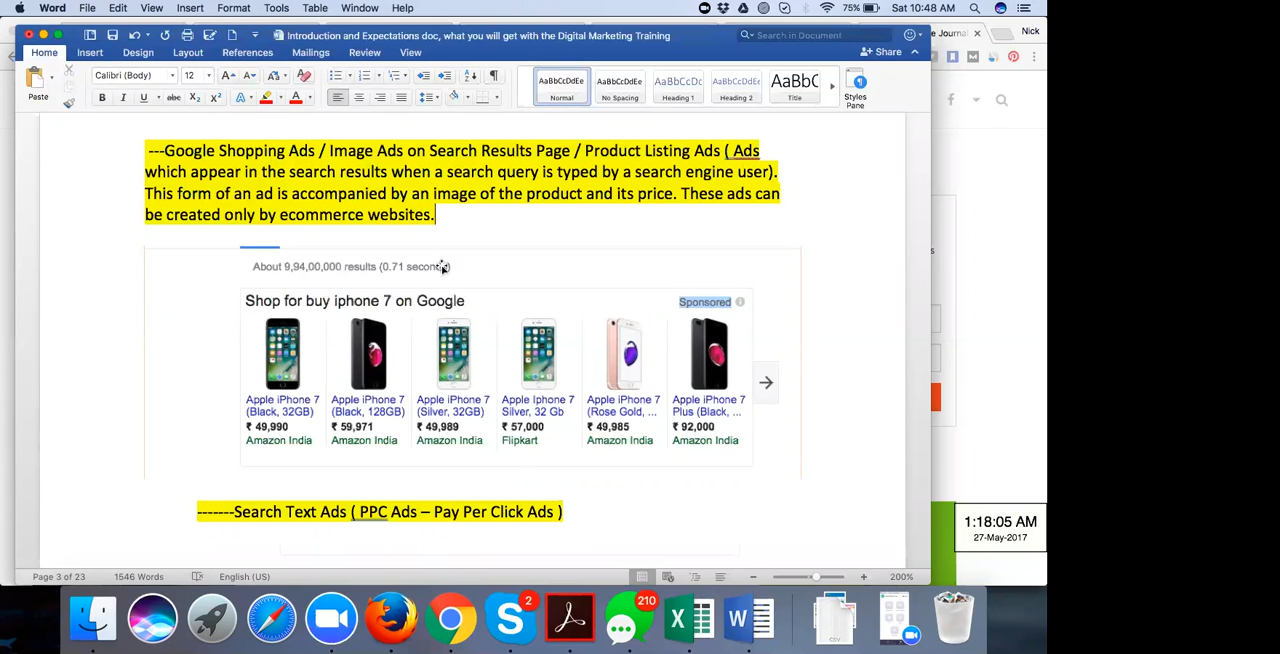 Word File Edit View Insert Format Tools Table Window Help 75% Sat 10:48 AM
Introduction and Expectations doc, what you will get with the Digital Marketing Training
Search in Document
e Journal
Nick
Home Insert Design Layout References Mailings Review View
Share
Calibri (Body) 12
Paste
AaBbCcDdEe AaBbCcDdEe AaBbCcDc AaBbCcDdEe AaBbC
Normal No Spacing Heading 1 Heading 2 Title
Styles
Pane
---Google Shopping Ads / Image Ads on Search Results Page / Product Listing Ads ( Ads
which appear in the search results when a search query is typed by a search engine user).
This form of an ad is accompanied by an image of the product and its price. These ads can
be created only by ecommerce websites.
About 9,94,00,000 results (0.71 seconds)
Shop for buy iphone 7 on Google Sponsored
Apple iPhone 7 Apple iPhone 7 Apple iPhone 7 Apple Iphone 7 Apple iPhone 7 Apple iPhone 7
(Black, 32GB) (Black, 128GB) (Silver, 32GB) Silver, 32 Gb (Rose Gold, ... Plus (Black, ...
₹ 49,990 ₹ 59,971 ₹ 49,989 ₹ 57,000 ₹ 49,985 ₹ 92,000
Amazon India Amazon India Amazon India Flipkart Amazon India Amazon India
-------Search Text Ads ( PPC Ads – Pay Per Click Ads )
1:18:05 AM
27-May-2017
Page 3 of 23 1546 Words English (US) 200%
2
210
CSV